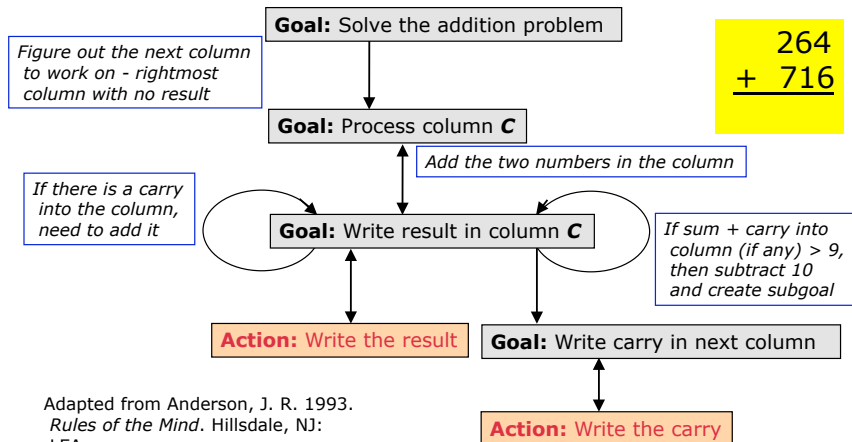 Goal: Solve the addition problem
Figure out the next column
to work on - rightmost
column with no result
264
+ 716
Goal: Process column C
Add the two numbers in the column
If there is a carry
into the column,
need to add it
Goal: Write result in column C
If sum + carry into
column (if any) > 9,
then subtract 10
and create subgoal
Action: Write the result
Goal: Write carry in next column
Adapted from Anderson, J. R. 1993.
Rules of the Mind. Hillsdale, NJ:
Action: Write the carry